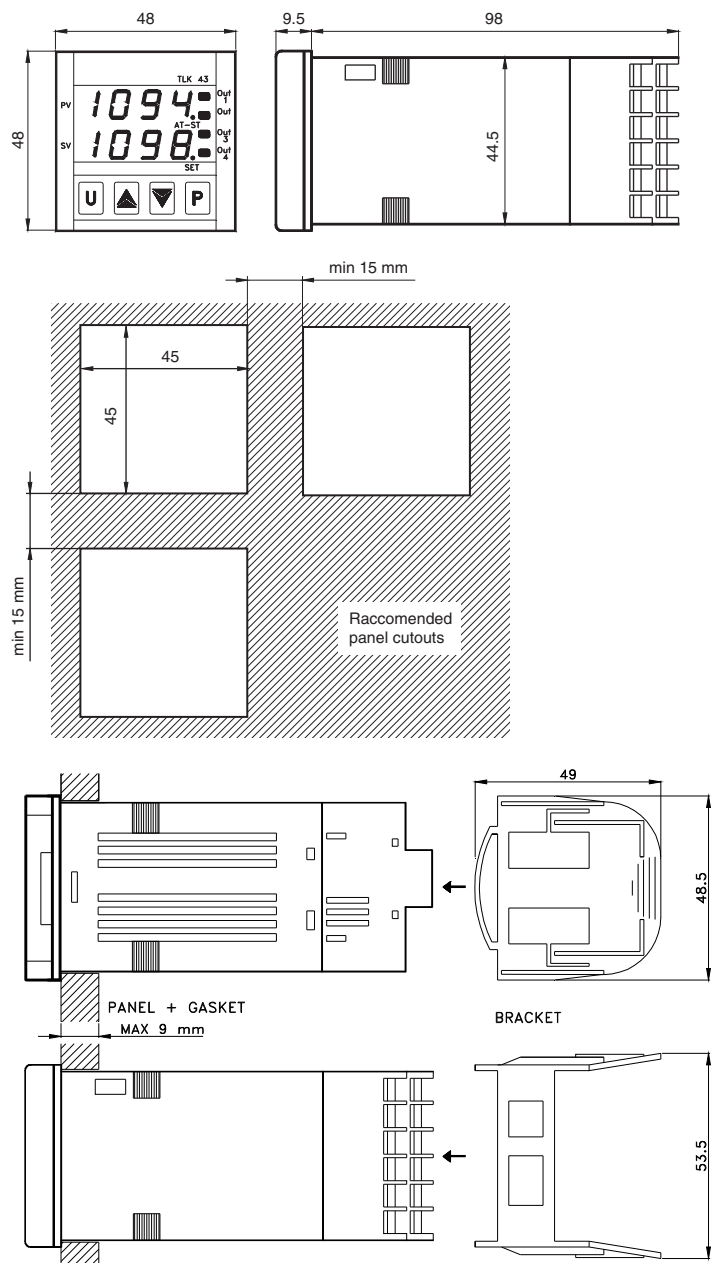 48
9.5
98
48
TLK 43
PV
1094.
Out 1
Out
AT-ST
SV
1098.
Out 3
Out 4
SET
U
P
44.5
min 15 mm
45
45
min 15 mm
Raccomended
panel cutouts
49
48.5
PANEL + GASKET
MAX 9 mm
BRACKET
53.5